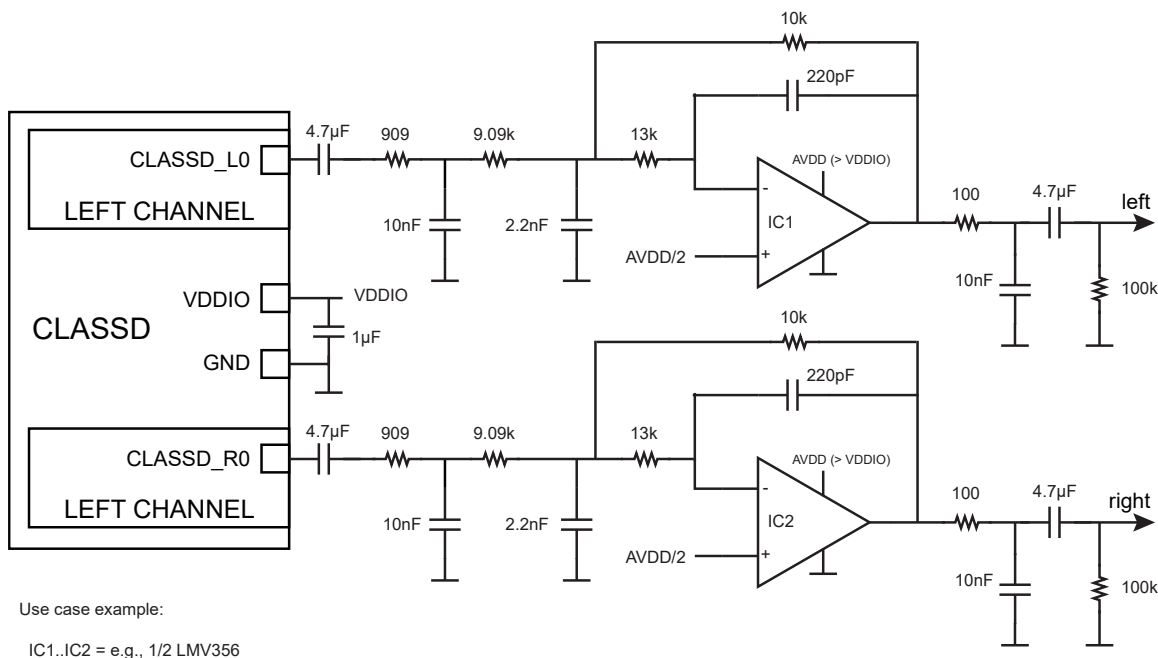 10k
220pF
4.7µF
909
9.09k
13k
AVDD (> VDDIO)
CLASSD_L0
LEFT CHANNEL
10nF
2.2nF
-
IC1
+
AVDD/2
100
4.7µF
left
10nF
100k
VDDIO
VDDIO
CLASSD
1µF
GND
10k
220pF
4.7µF
909
9.09k
13k
AVDD (> VDDIO)
CLASSD_R0
LEFT CHANNEL
10nF
2.2nF
-
IC2
+
AVDD/2
100
4.7µF
right
10nF
100k
Use case example:
IC1..IC2 = e.g., 1/2 LMV356